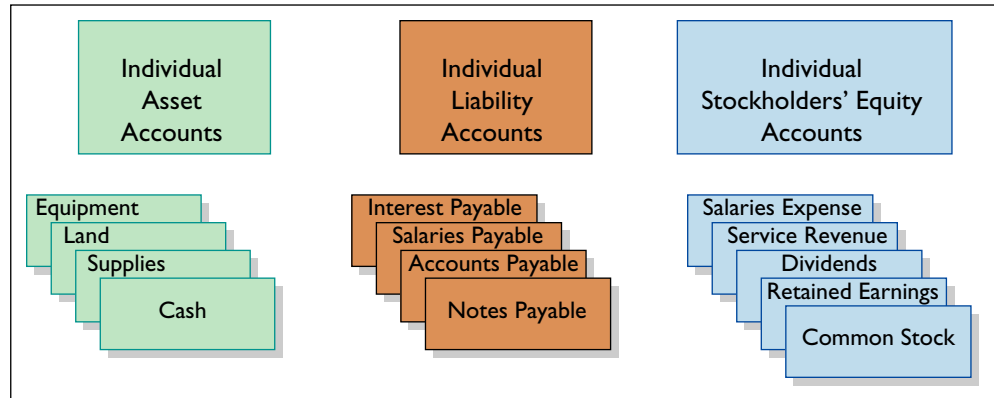 Individual
Asset
Accounts
Individual
Liability
Accounts
Individual
Stockholders’ Equity
Accounts
Equipment
Land
Supplies
Cash
Interest Payable
Salaries Payable
Accounts Payable
Notes Payable
Salaries Expense
Service Revenue
Dividends
Retained Earnings
Common Stock